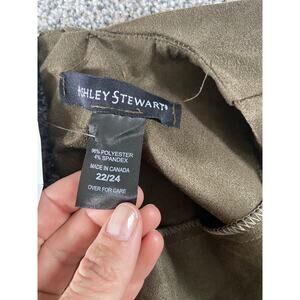 ASHLEY STEWART®
96% POLYESTER
4% SPANDEX
MADE IN CANADA
22/24
OVER FOR CARE